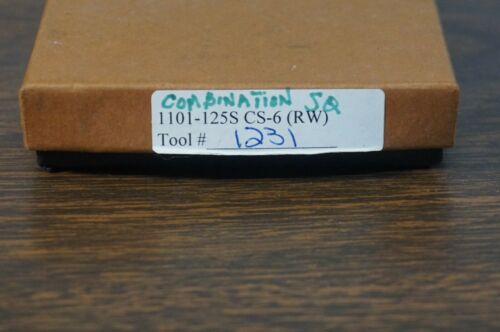 COMBINATION SQ
1101-125S CS-6 (RW)
Tool # 1231